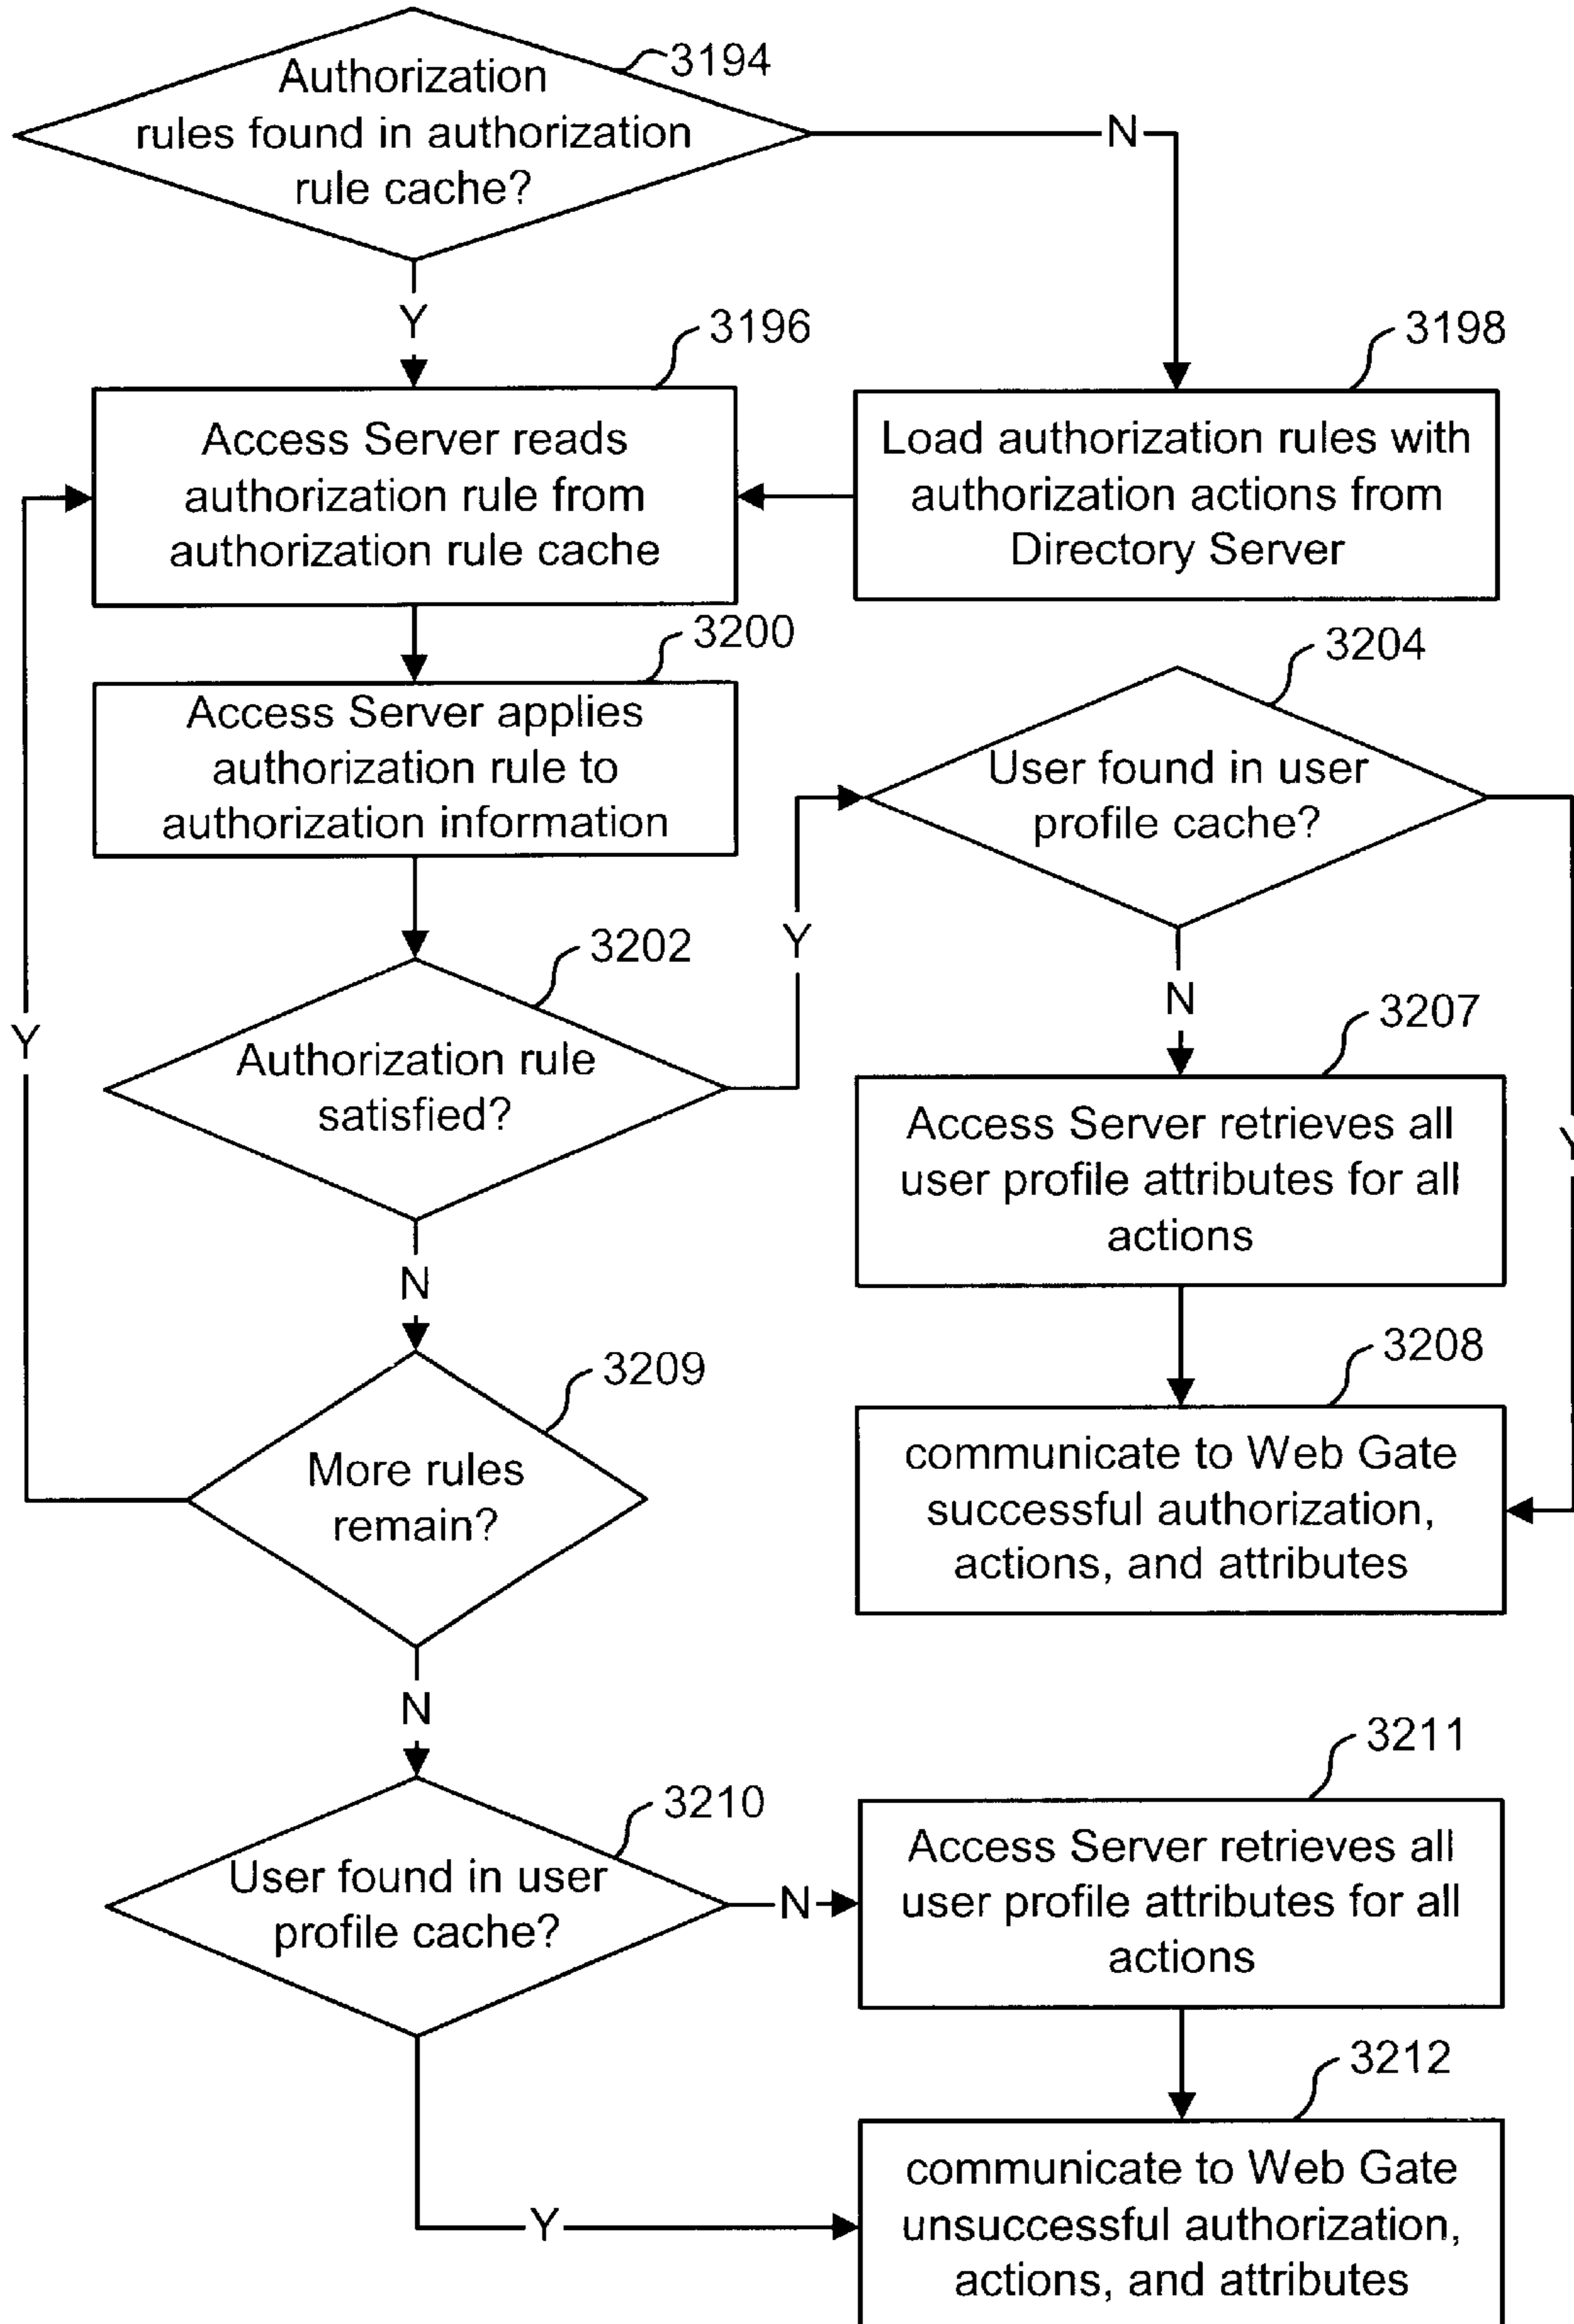 Authorization
rules found in authorization
rule cache?
3194
N
Y
3196
Access Server reads
authorization rule from
authorization rule cache
3198
Load authorization rules with
authorization actions from
Directory Server
3200
Access Server applies
authorization rule to
authorization information
3204
User found in user
profile cache?
Y
3202
Authorization rule
satisfied?
Y
N
3207
Access Server retrieves all
user profile attributes for all
actions
Y
N
3208
communicate to Web Gate
successful authorization,
actions, and attributes
3209
More rules
remain?
N
3210
User found in user
profile cache?
N
3211
Access Server retrieves all
user profile attributes for all
actions
Y
3212
communicate to Web Gate
unsuccessful authorization,
actions, and attributes